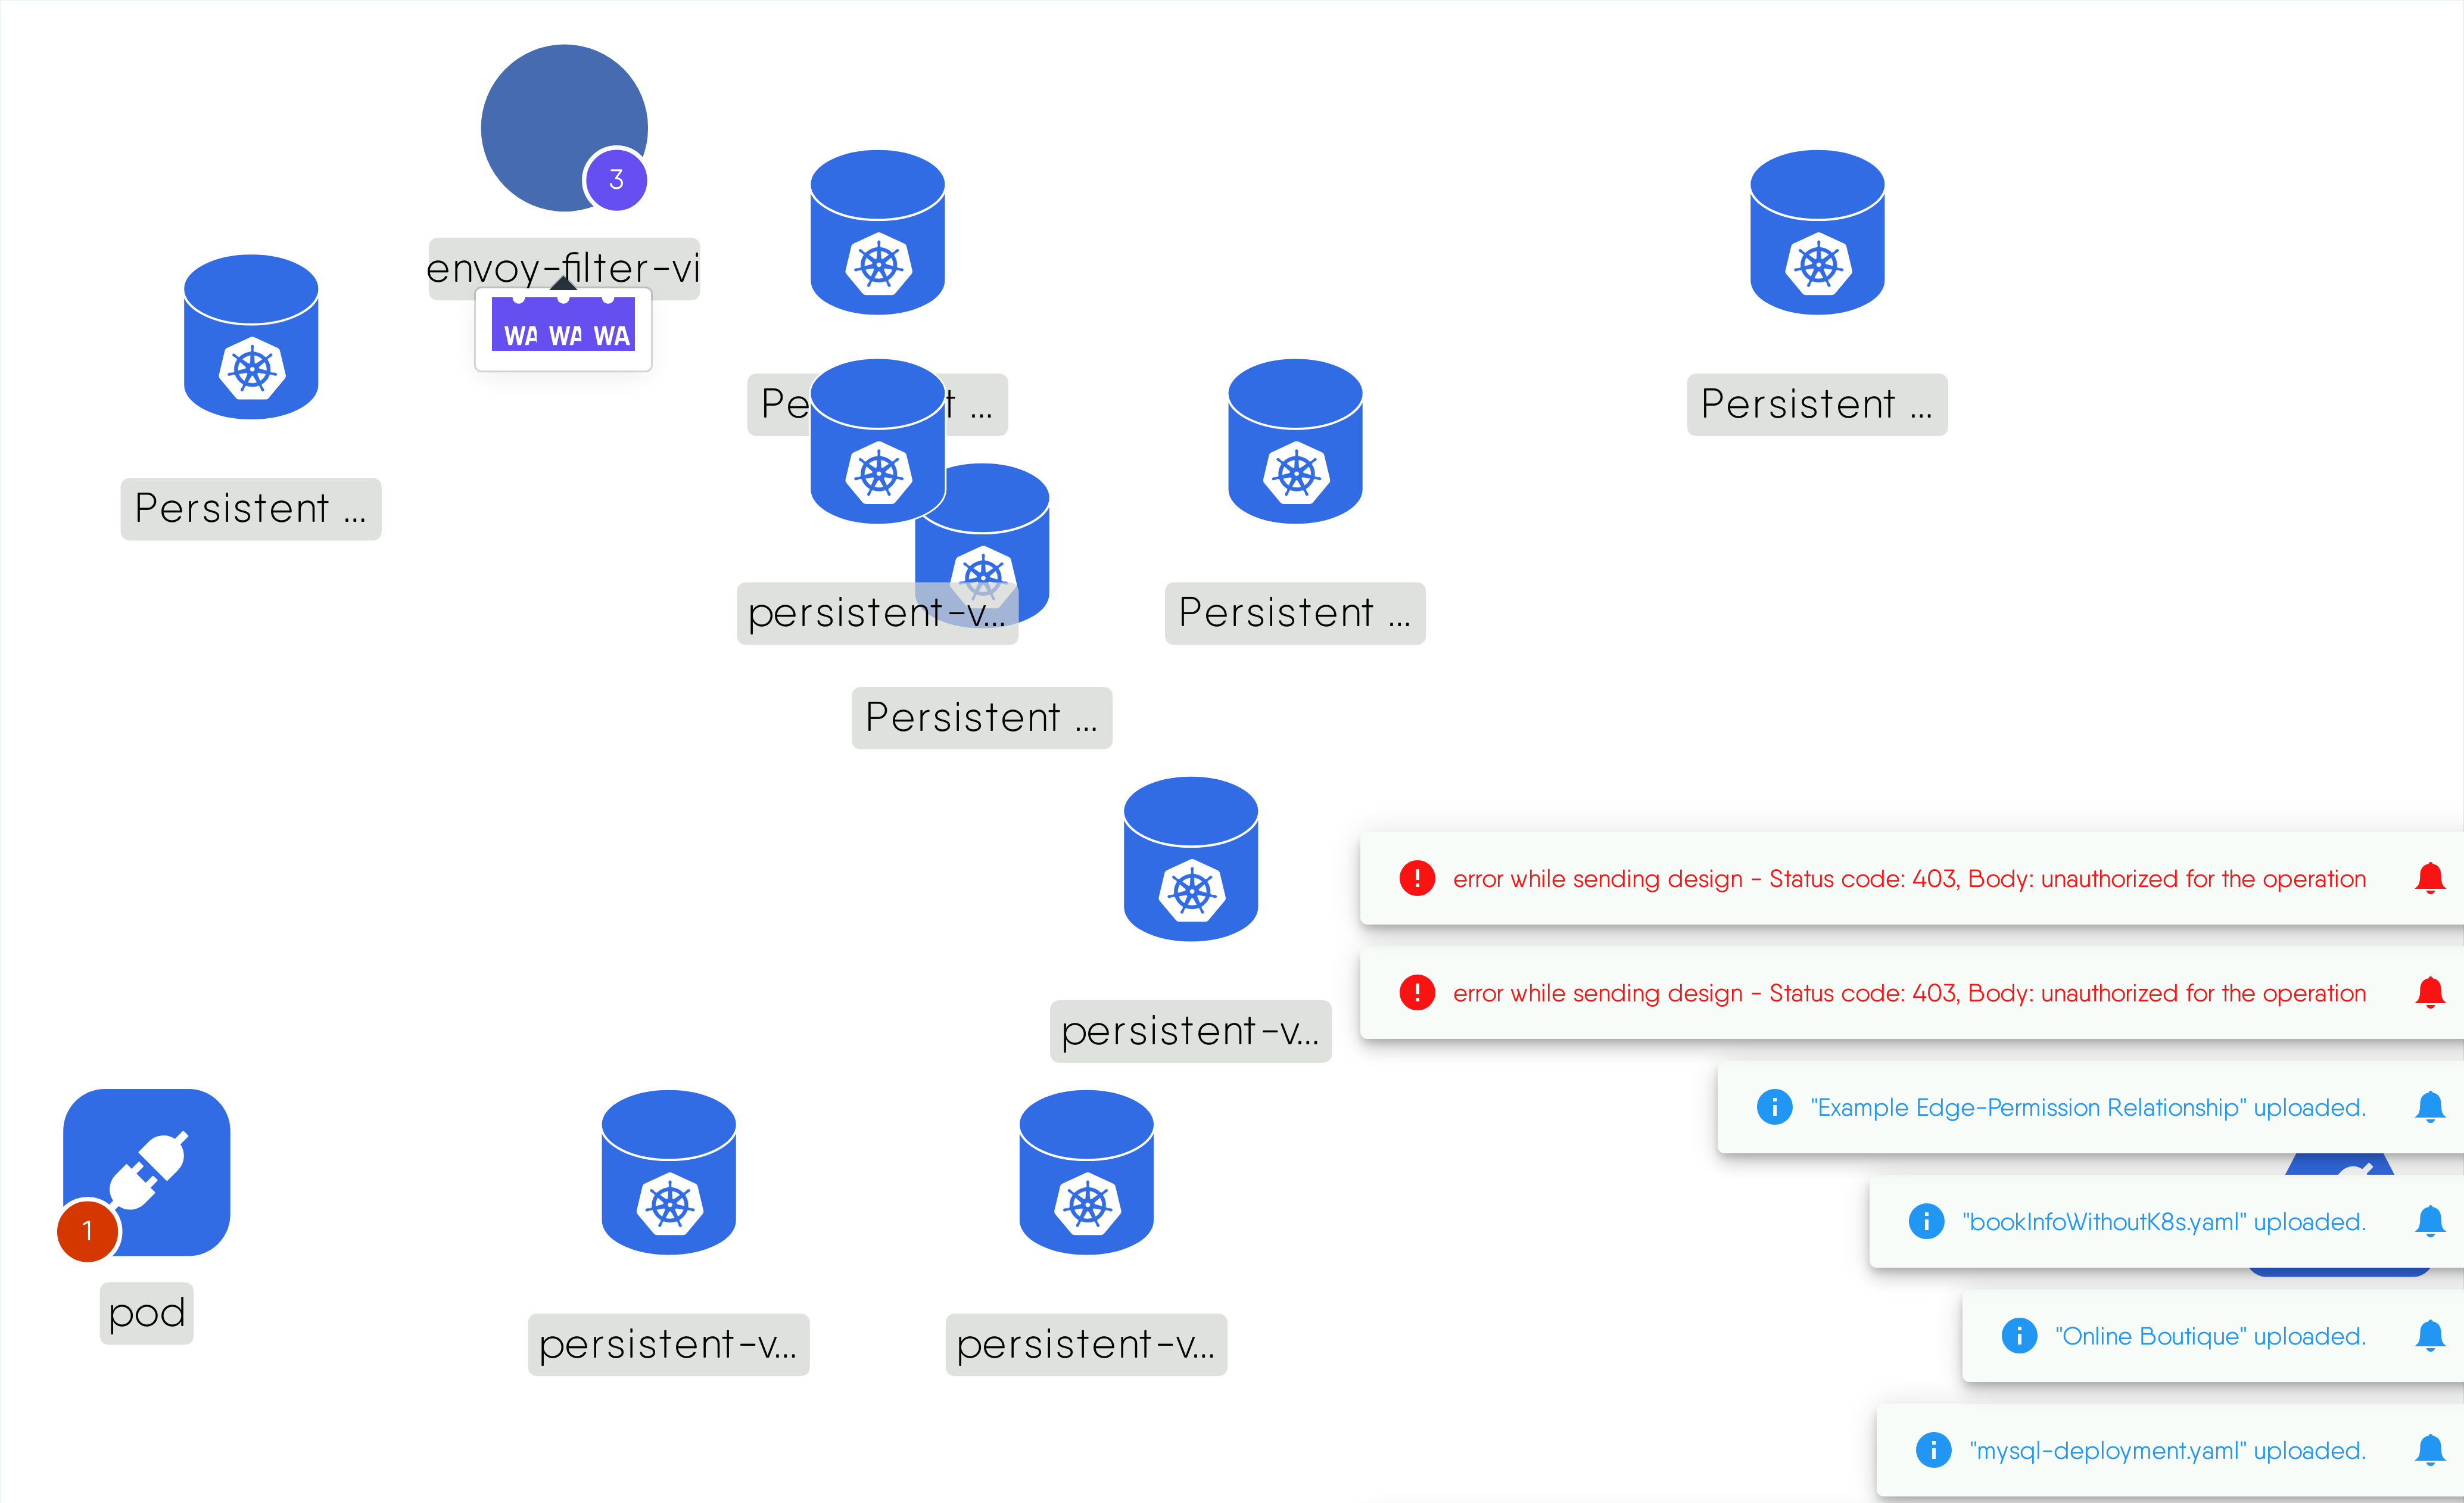 3
envoy-filter-vi
WA WA WA
Persistent ...
t ...
Persistent ...
persistent-v...
Persistent ...
Persistent ...
persistent-v...
error while sending design - Status code: 403, Body: unauthorized for the operation
error while sending design - Status code: 403, Body: unauthorized for the operation
"Example Edge-Permission Relationship" uploaded.
"bookInfoWithoutK8s.yaml" uploaded.
1
pod
persistent-v...
persistent-v...
"Online Boutique" uploaded.
"mysql-deployment.yaml" uploaded.